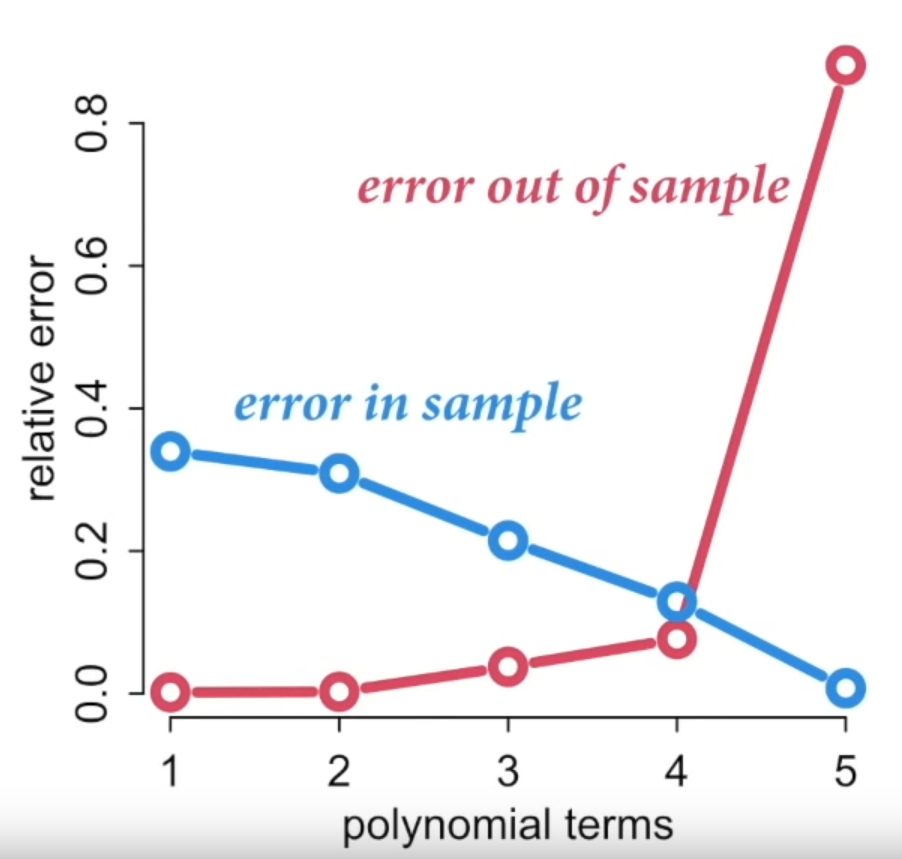 0.8
error out of sample
0.6
relative error
0.4
error in sample
0.2
0.0
1 2 3 4 5
polynomial terms